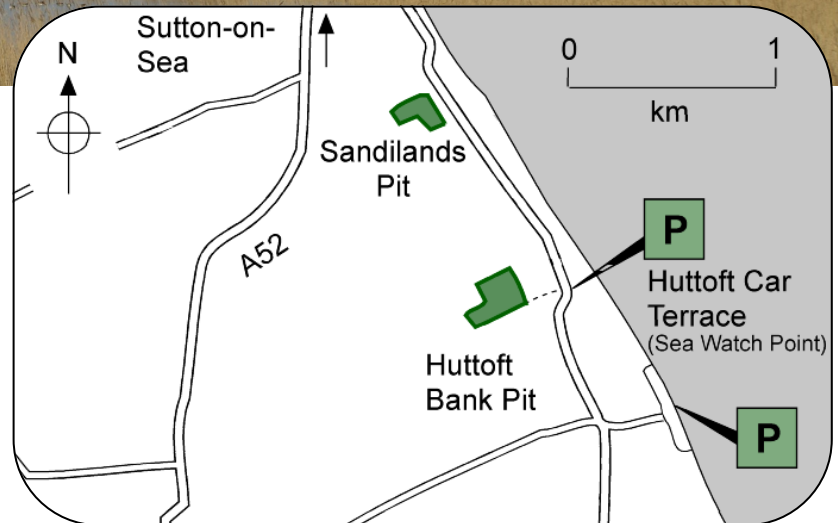 Sutton-on-
Sea
N
0
1
km
Sandilands
Pit
A52
P
Huttoft Car
Terrace
(Sea Watch Point)
Huttoft
Bank Pit
P